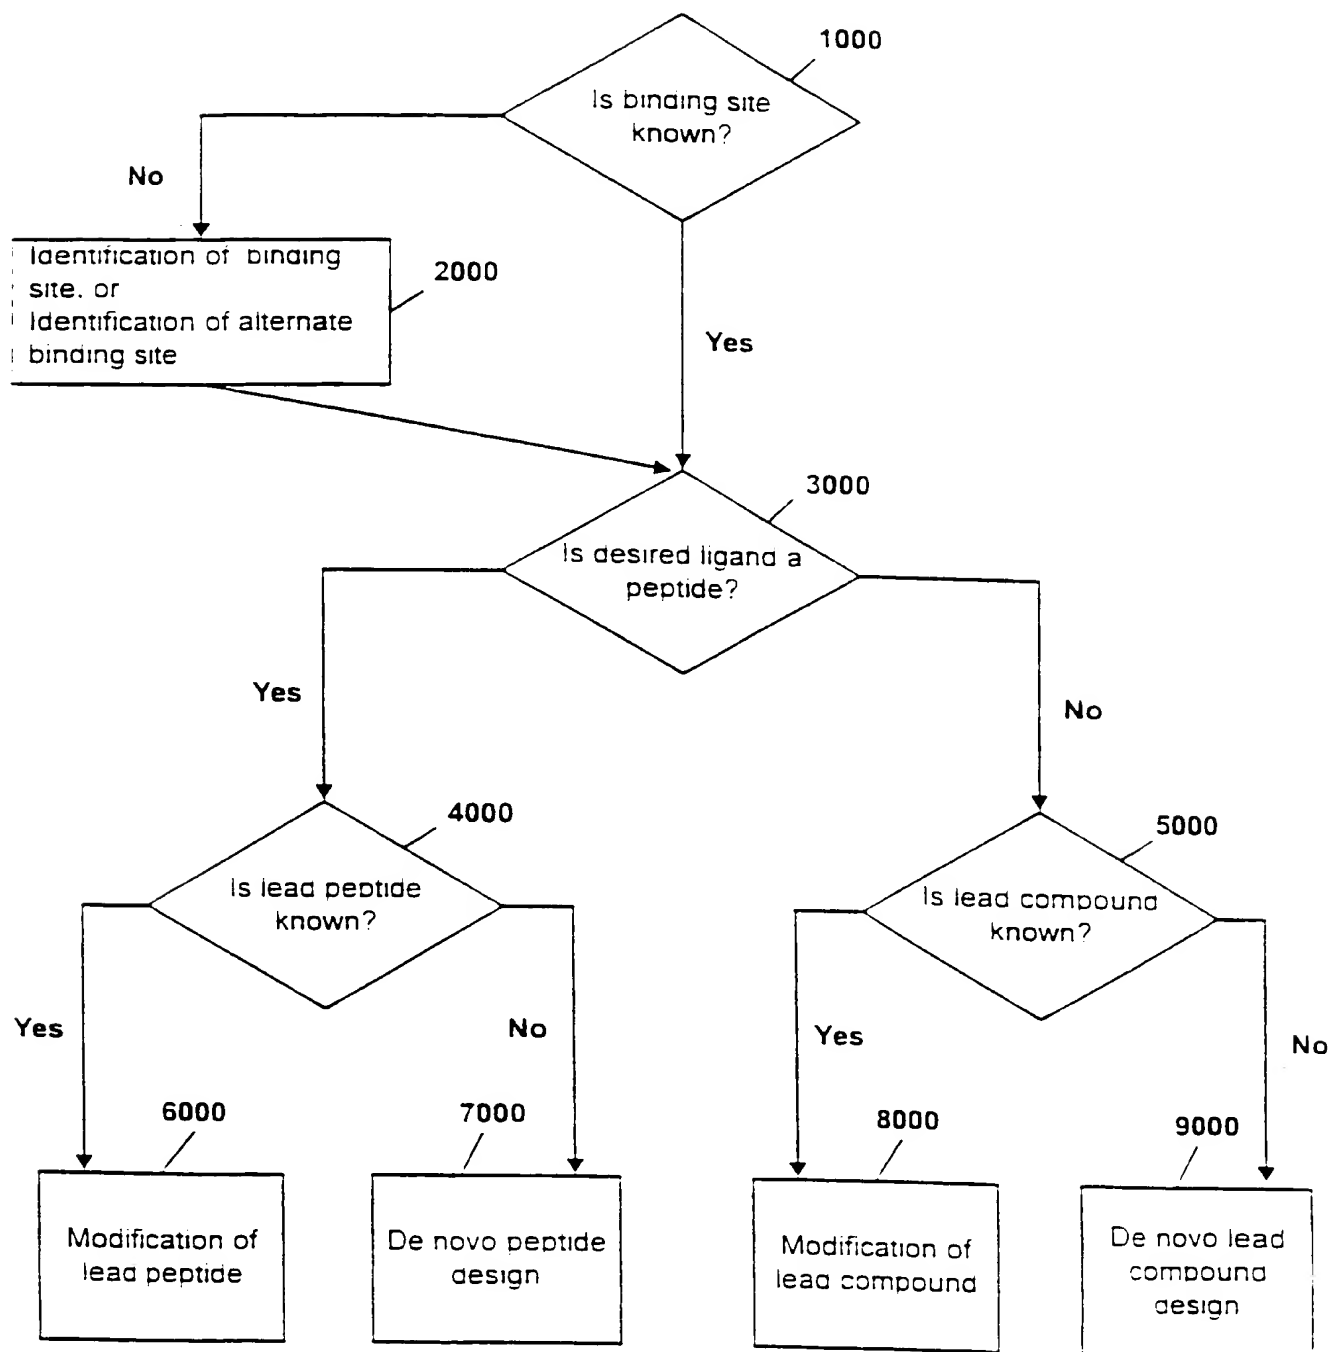 1000
Is binding site
known?
No
Identification of binding
site, or
Identification of alternate
binding site
2000
Yes
3000
Is desired ligand a
peptide?
Yes
No
4000
Is lead peptide
known?
5000
Is lead compound
known?
Yes
No
Yes
No
6000
7000
8000
9000
Modification of
lead peptide
De novo peptide
design
Modification of
lead compound
De novo lead
compound
design